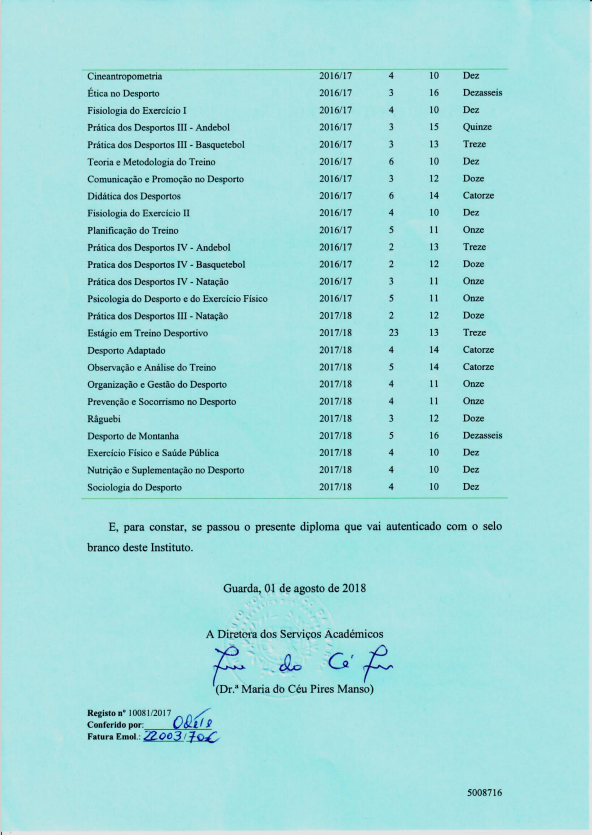 Cineantropometria 2016/17 4 10 Dez
Ética no Desporto 2016/17 3 16 Dezasseis
Fisiologia do Exercício I 2016/17 4 10 Dez
Prática dos Desportos III - Andebol 2016/17 3 15 Quinze
Prática dos Desportos III - Basquetebol 2016/17 3 13 Treze
Teoria e Metodologia do Treino 2016/17 6 10 Dez
Comunicação e Promoção no Desporto 2016/17 3 12 Doze
Didática dos Desportos 2016/17 6 14 Catorze
Fisiologia do Exercício II 2016/17 4 10 Dez
Planificação do Treino 2016/17 5 11 Onze
Prática dos Desportos IV - Andebol 2016/17 2 13 Treze
Pratica dos Desportos IV - Basquetebol 2016/17 2 12 Doze
Prática dos Desportos IV - Natação 2016/17 3 11 Onze
Psicologia do Desporto e do Exercício Físico 2016/17 5 11 Onze
Prática dos Desportos III - Natação 2017/18 2 12 Doze
Estágio em Treino Desportivo 2017/18 23 13 Treze
Desporto Adaptado 2017/18 4 14 Catorze
Observação e Análise do Treino 2017/18 5 14 Catorze
Organização e Gestão do Desporto 2017/18 4 11 Onze
Prevenção e Socorrismo no Desporto 2017/18 4 11 Onze
Râguebi 2017/18 3 12 Doze
Desporto de Montanha 2017/18 5 16 Dezasseis
Exercício Físico e Saúde Pública 2017/18 4 10 Dez
Nutrição e Suplementação no Desporto 2017/18 4 10 Dez
Sociologia do Desporto 2017/18 4 10 Dez
E, para constar, se passou o presente diploma que vai autenticado com o selo
branco deste Instituto.
Guarda, 01 de agosto de 2018
A Diretora dos Serviços Académicos
do Cé
(Dr.ª Maria do Céu Pires Manso)
Registo nº 10081/2017
Conferido por:
Fatura Emol.: 22003/
5008716